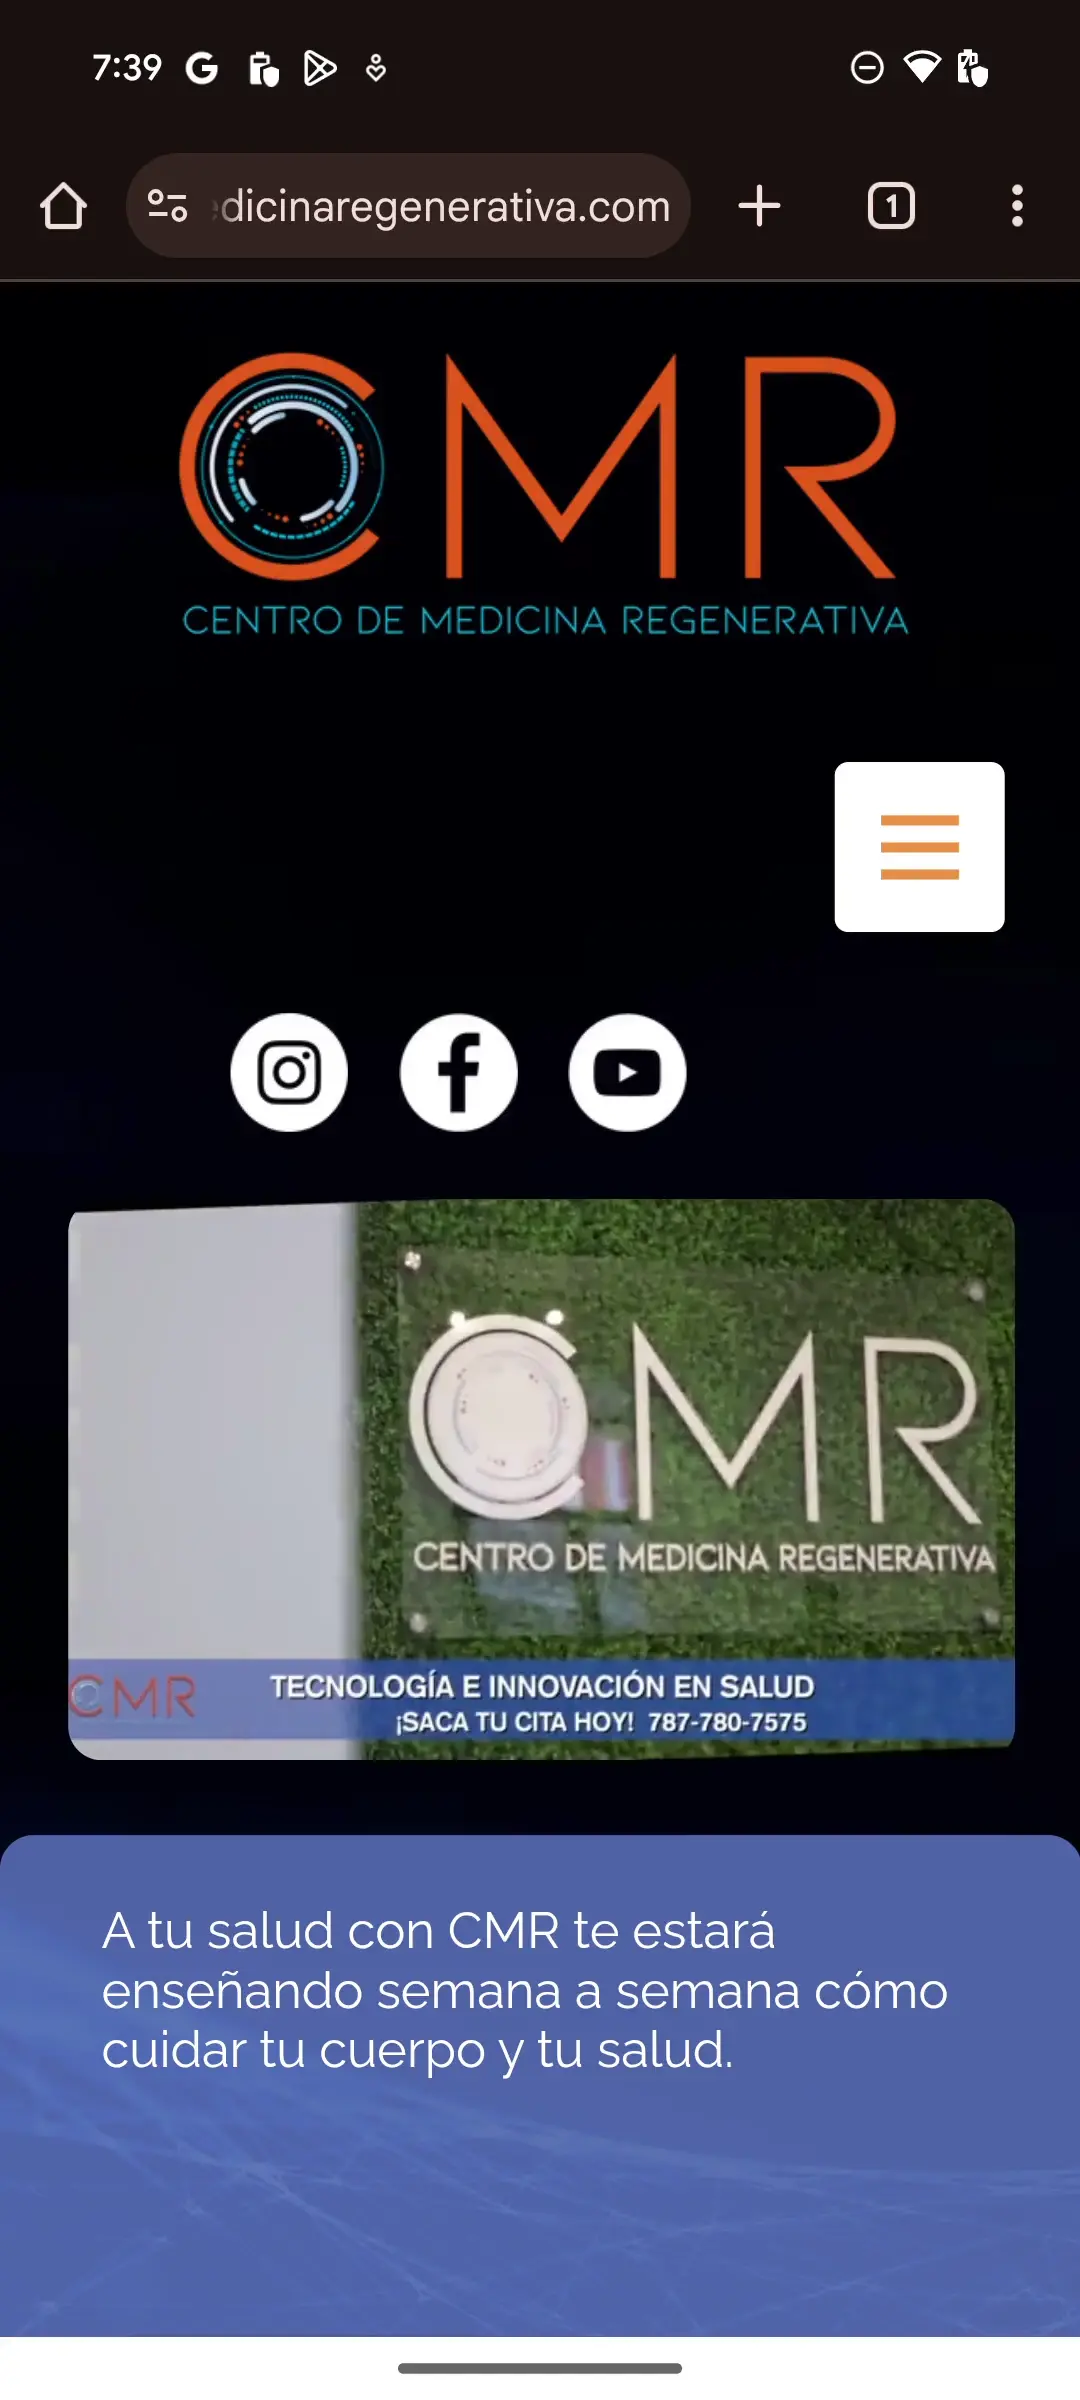 7:39
dicinaregenerativa.com
1
CMR
CENTRO DE MEDICINA REGENERATIVA
CMR
CENTRO DE MEDICINA REGENERATIVA
CMR
TECNOLOGÍA E INNOVACIÓN EN SALUD
¡SACA TU CITA HOY! 787-780-7575
A tu salud con CMR te estará
enseñando semana a semana cómo
cuidar tu cuerpo y tu salud.